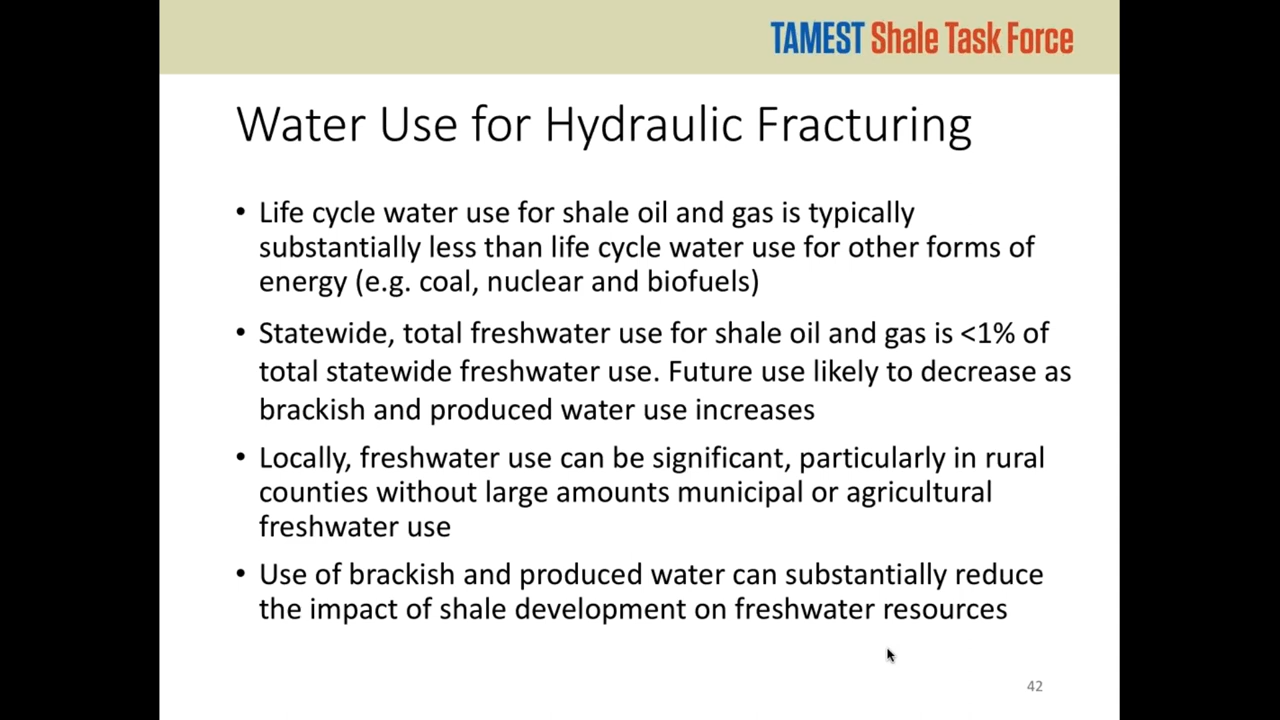 TAMEST Shale Task Force
Water Use for Hydraulic Fracturing
• Life cycle water use for shale oil and gas is typically
substantially less than life cycle water use for other forms of
energy (e.g. coal, nuclear and biofuels)
• Statewide, total freshwater use for shale oil and gas is <1% of
total statewide freshwater use. Future use likely to decrease as
brackish and produced water use increases
• Locally, freshwater use can be significant, particularly in rural
counties without large amounts municipal or agricultural
freshwater use
• Use of brackish and produced water can substantially reduce
the impact of shale development on freshwater resources
42